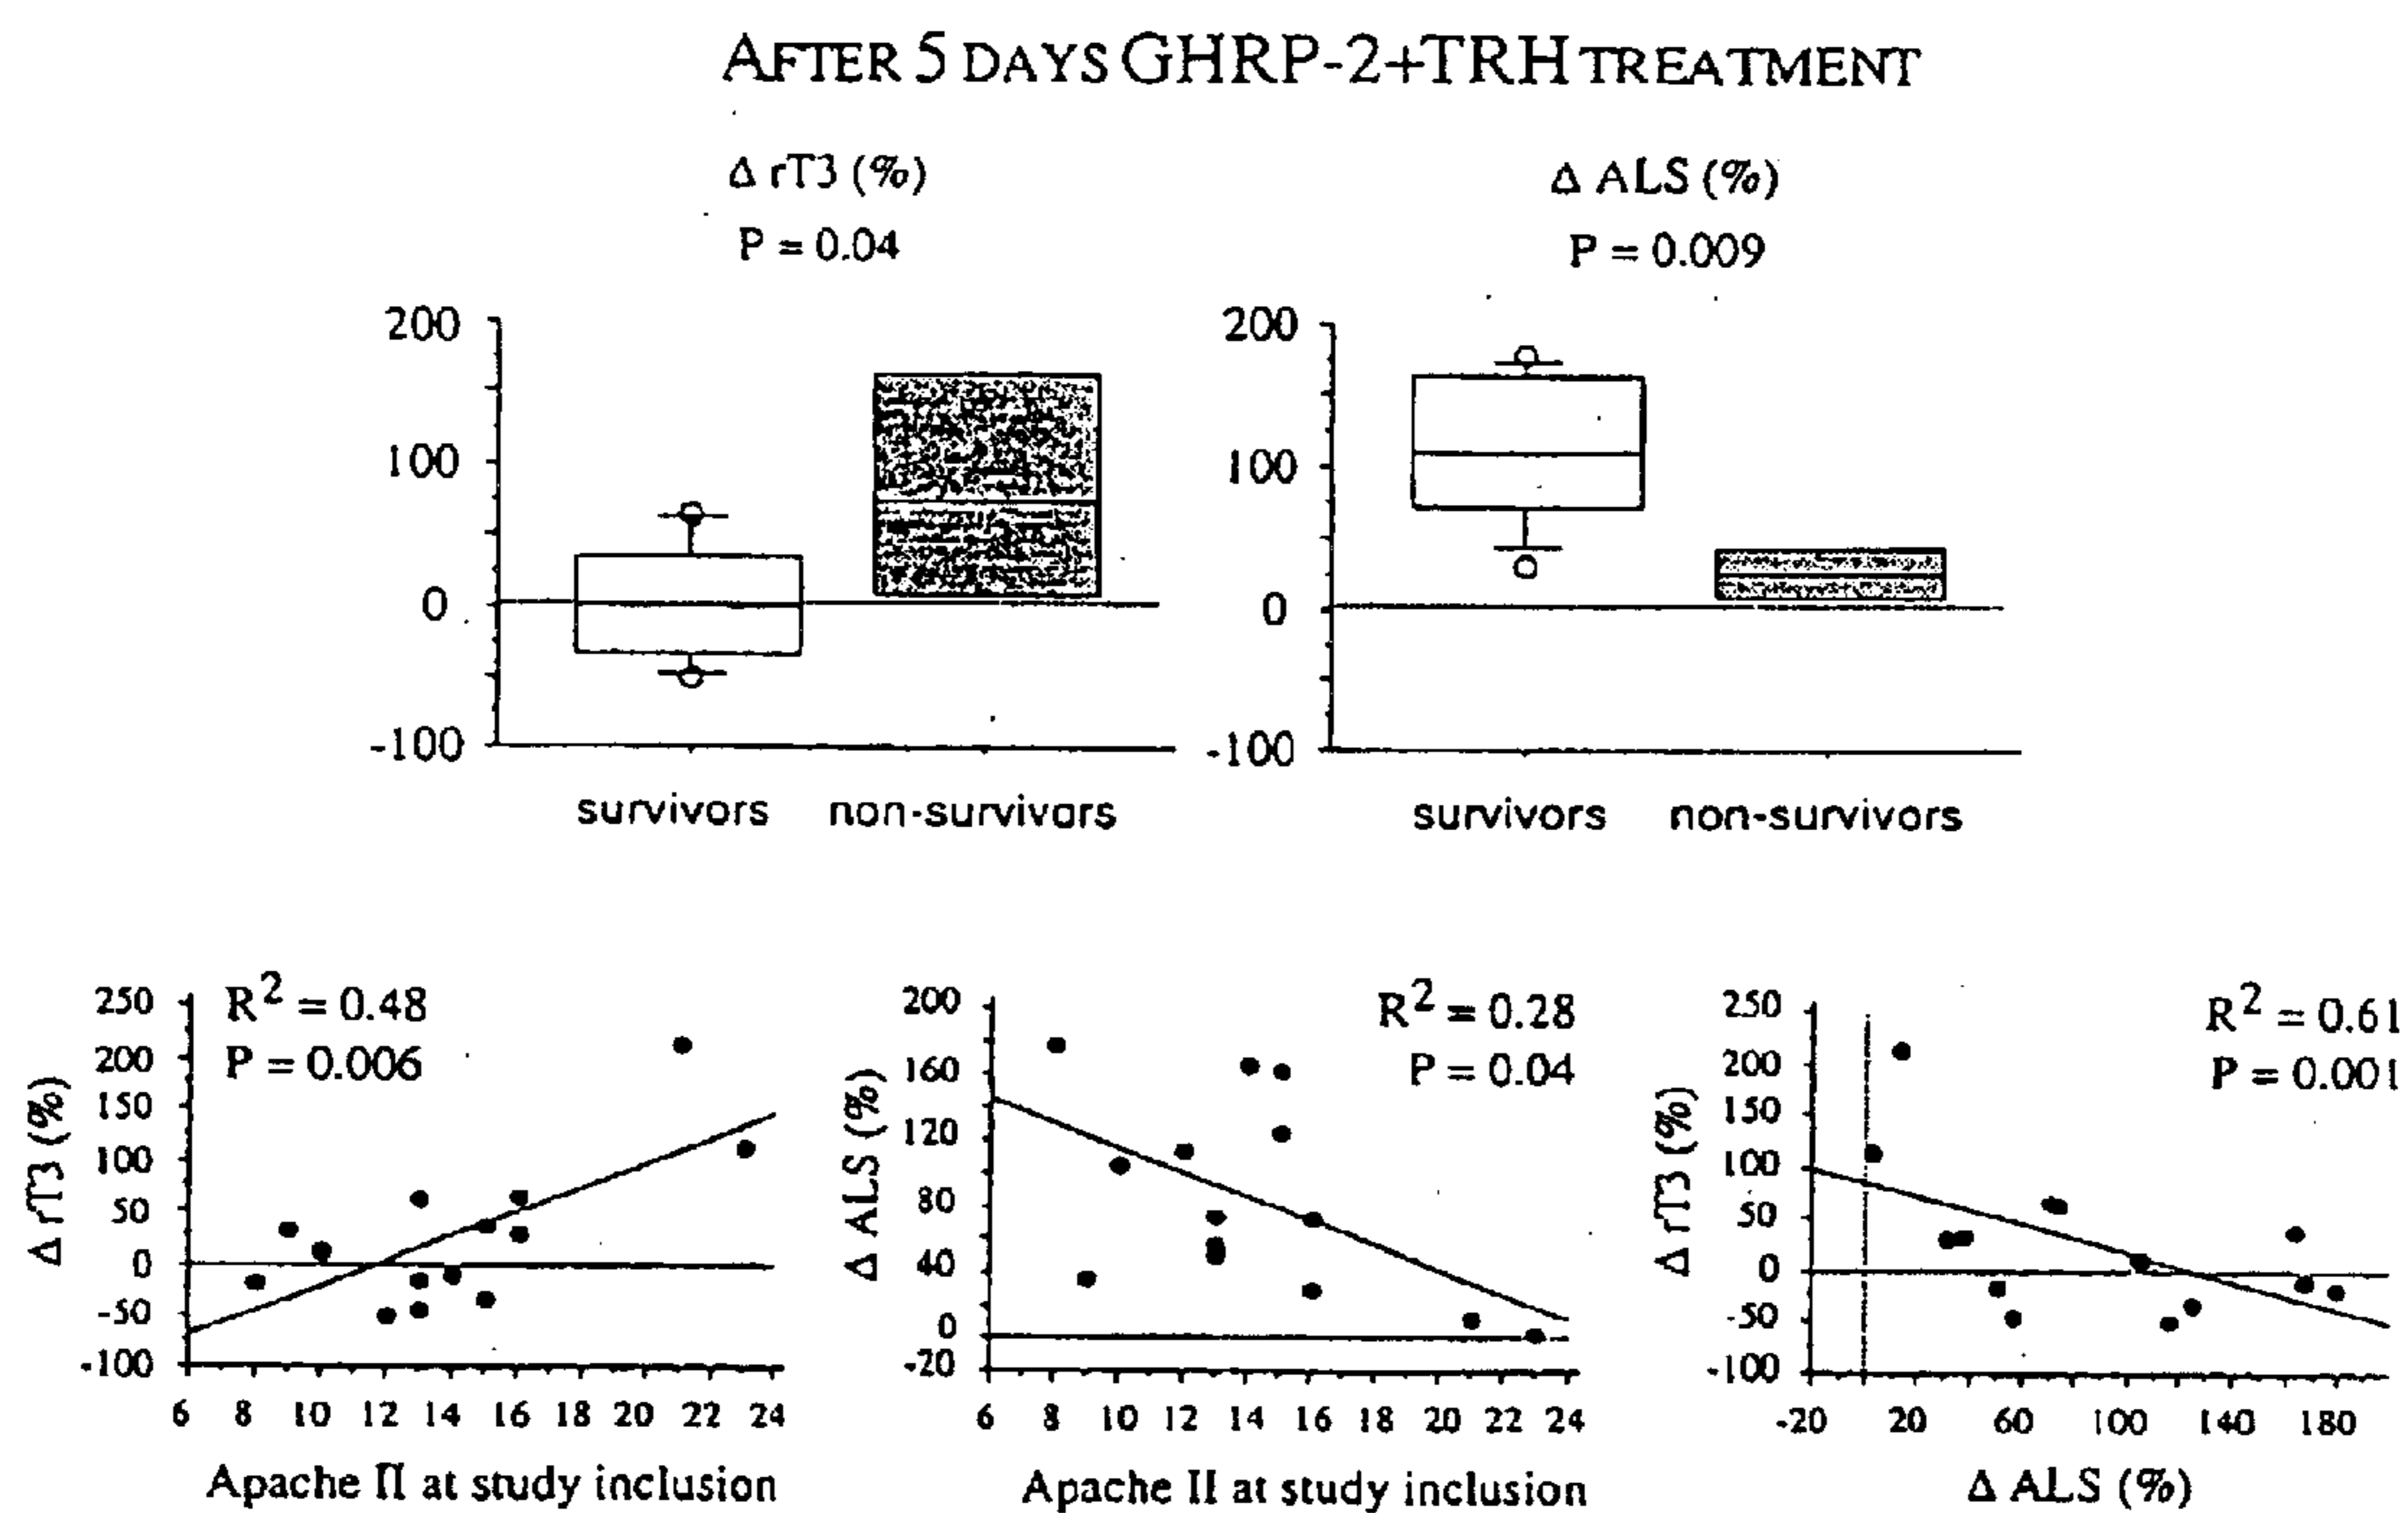 AFTER 5 DAYS GHRP-2+TRH TREATMENT
Δ rT3 (%)
P = 0.04
200
100
0
-100
survivors non-survivors
Δ ALS (%)
P = 0.009
200
100
0
-100
survivors non-survivors
Δ rT3 (%)
250
200
150
100
50
0
-50
-100
R² = 0.48
P = 0.006
6 8 10 12 14 16 18 20 22 24
Apache II at study inclusion
Δ ALS (%)
200
160
120
80
40
0
-20
R² = 0.28
P = 0.04
6 8 10 12 14 16 18 20 22 24
Apache II at study inclusion
Δ rT3 (%)
250
200
150
100
50
0
-50
-100
R² = 0.61
P = 0.001
-20 20 60 100 140 180
Δ ALS (%)